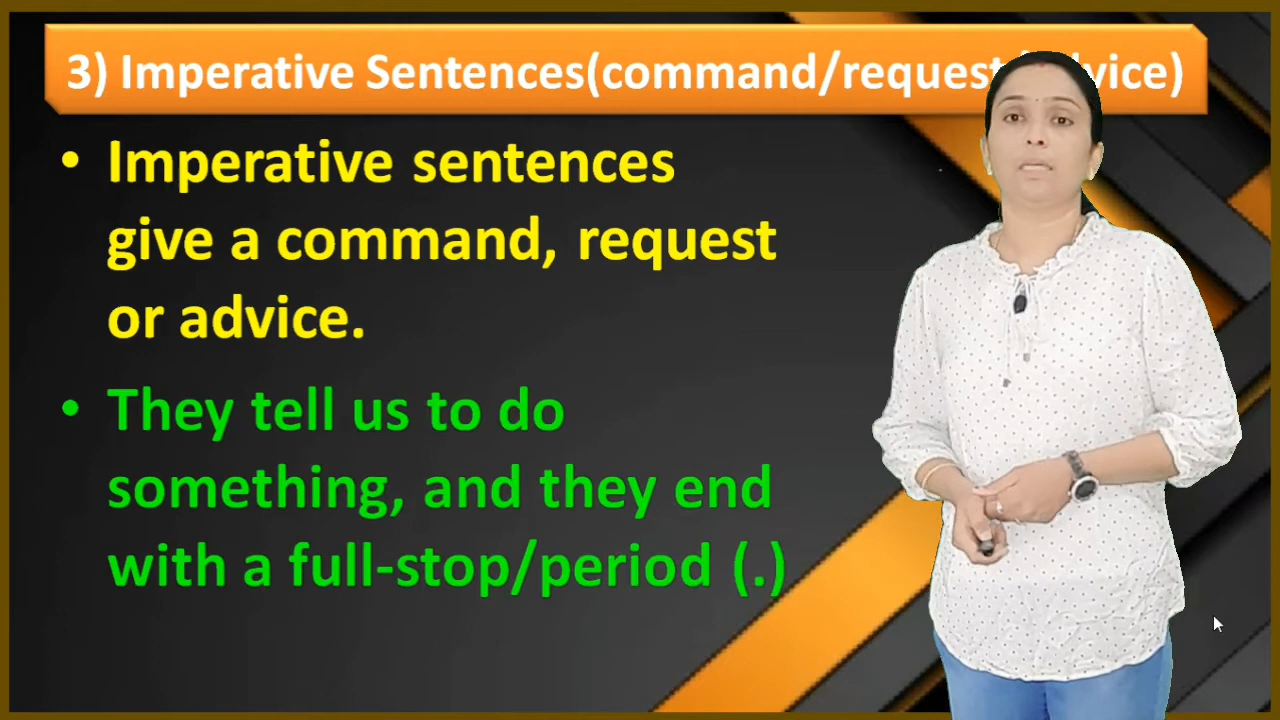 3) Imperative Sentences(command/request vice)
• Imperative sentences
give a command, request
or advice.
• They tell us to do
something, and they end
with a full-stop/period (.)